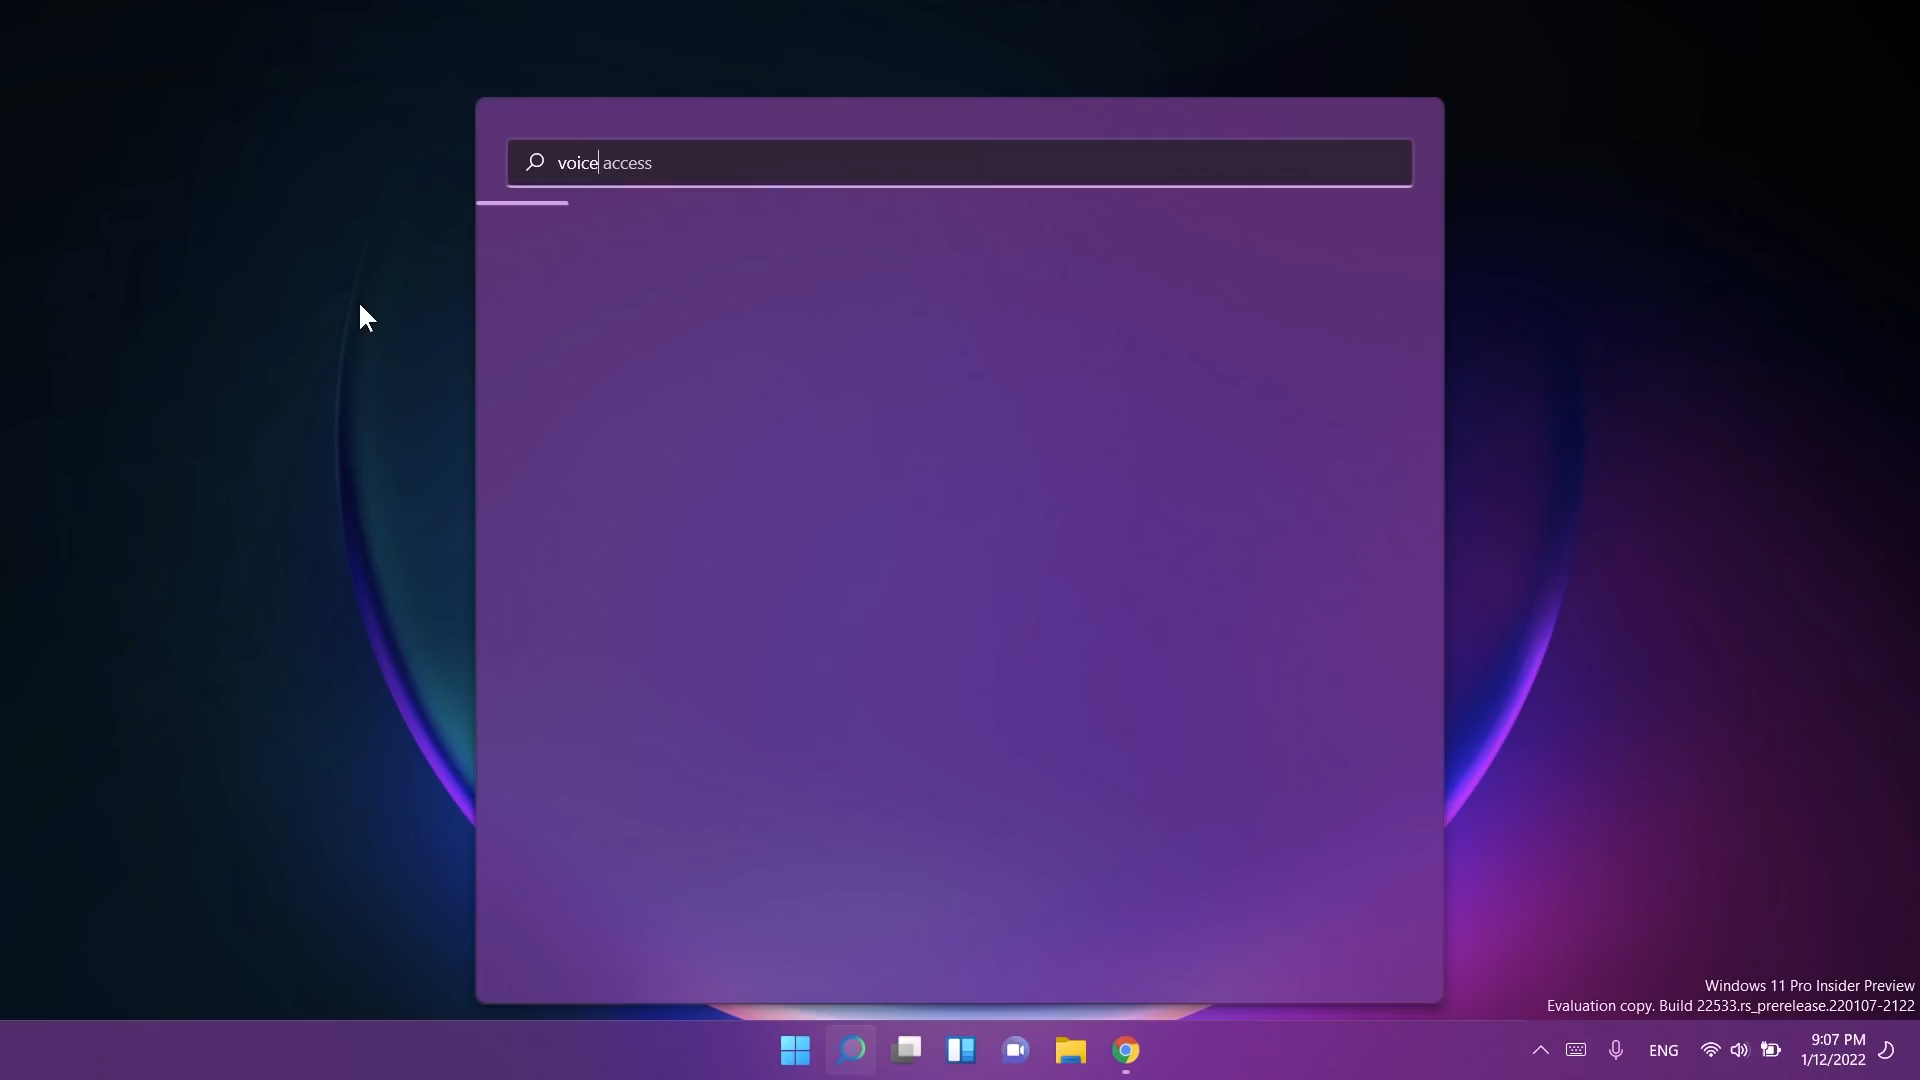 voice access
Windows 11 Pro Insider Preview
Evaluation copy. Build 22533.rs_prerelease.220107-2122
ENG
9:07 PM
1/12/2022